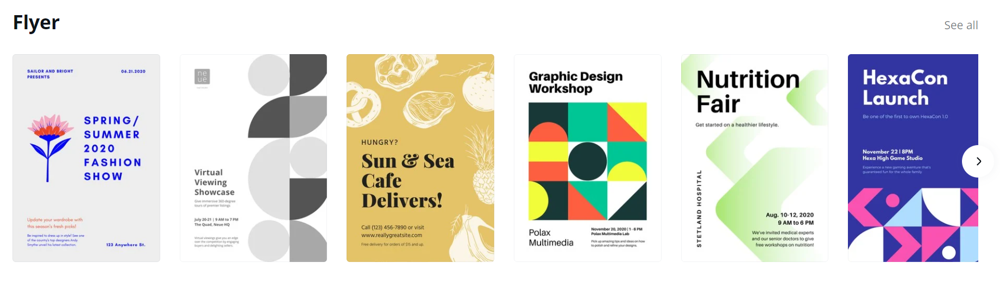 Flyer
See all
SAILOR AND BRIGHT
PRESENTS
06.21.2020
SPRING/
SUMMER
2020
FASHION
SHOW
Update your wardrobe with
this season's fresh picks!
Be inspired to dress up in style! See one
of the country's top designers Andy
Smythe unveil his latest collection.
123 Anywhere St.
ne
ue
Virtual
Viewing
Showcase
Give immersive 360-degree
tours of premier listings
July 20-21 | 9 AM to 7 PM
The Quad, Neue HQ
Virtual viewings give you an edge
over the competition by engaging
buyers and delighting sellers.
HUNGRY?
Sun & Sea
Cafe
Delivers!
Call (123) 456-7890 or visit
www.reallygreatsite.com
Free delivery for orders of $15 and up.
Graphic Design
Workshop
Polax
Multimedia
November 20, 2020 | 1 - 6 PM
Polax Multimedia Lab
Pick up amazing tips and ideas on how
to polish and refine your designs.
Nutrition
Fair
Get started on a healthier lifestyle.
STETLAND HOSPITAL
Aug. 10-12, 2020
9 AM to 6 PM
We've invited medical experts
and our senior doctors to give
free workshops on nutrition!
HexaCon
Launch
Be one of the first to own HexaCon 1.0
November 22 | 8PM
Hexa High Game Studio
Experience a new gaming aventure that's
guaranteed fun for the whole family.